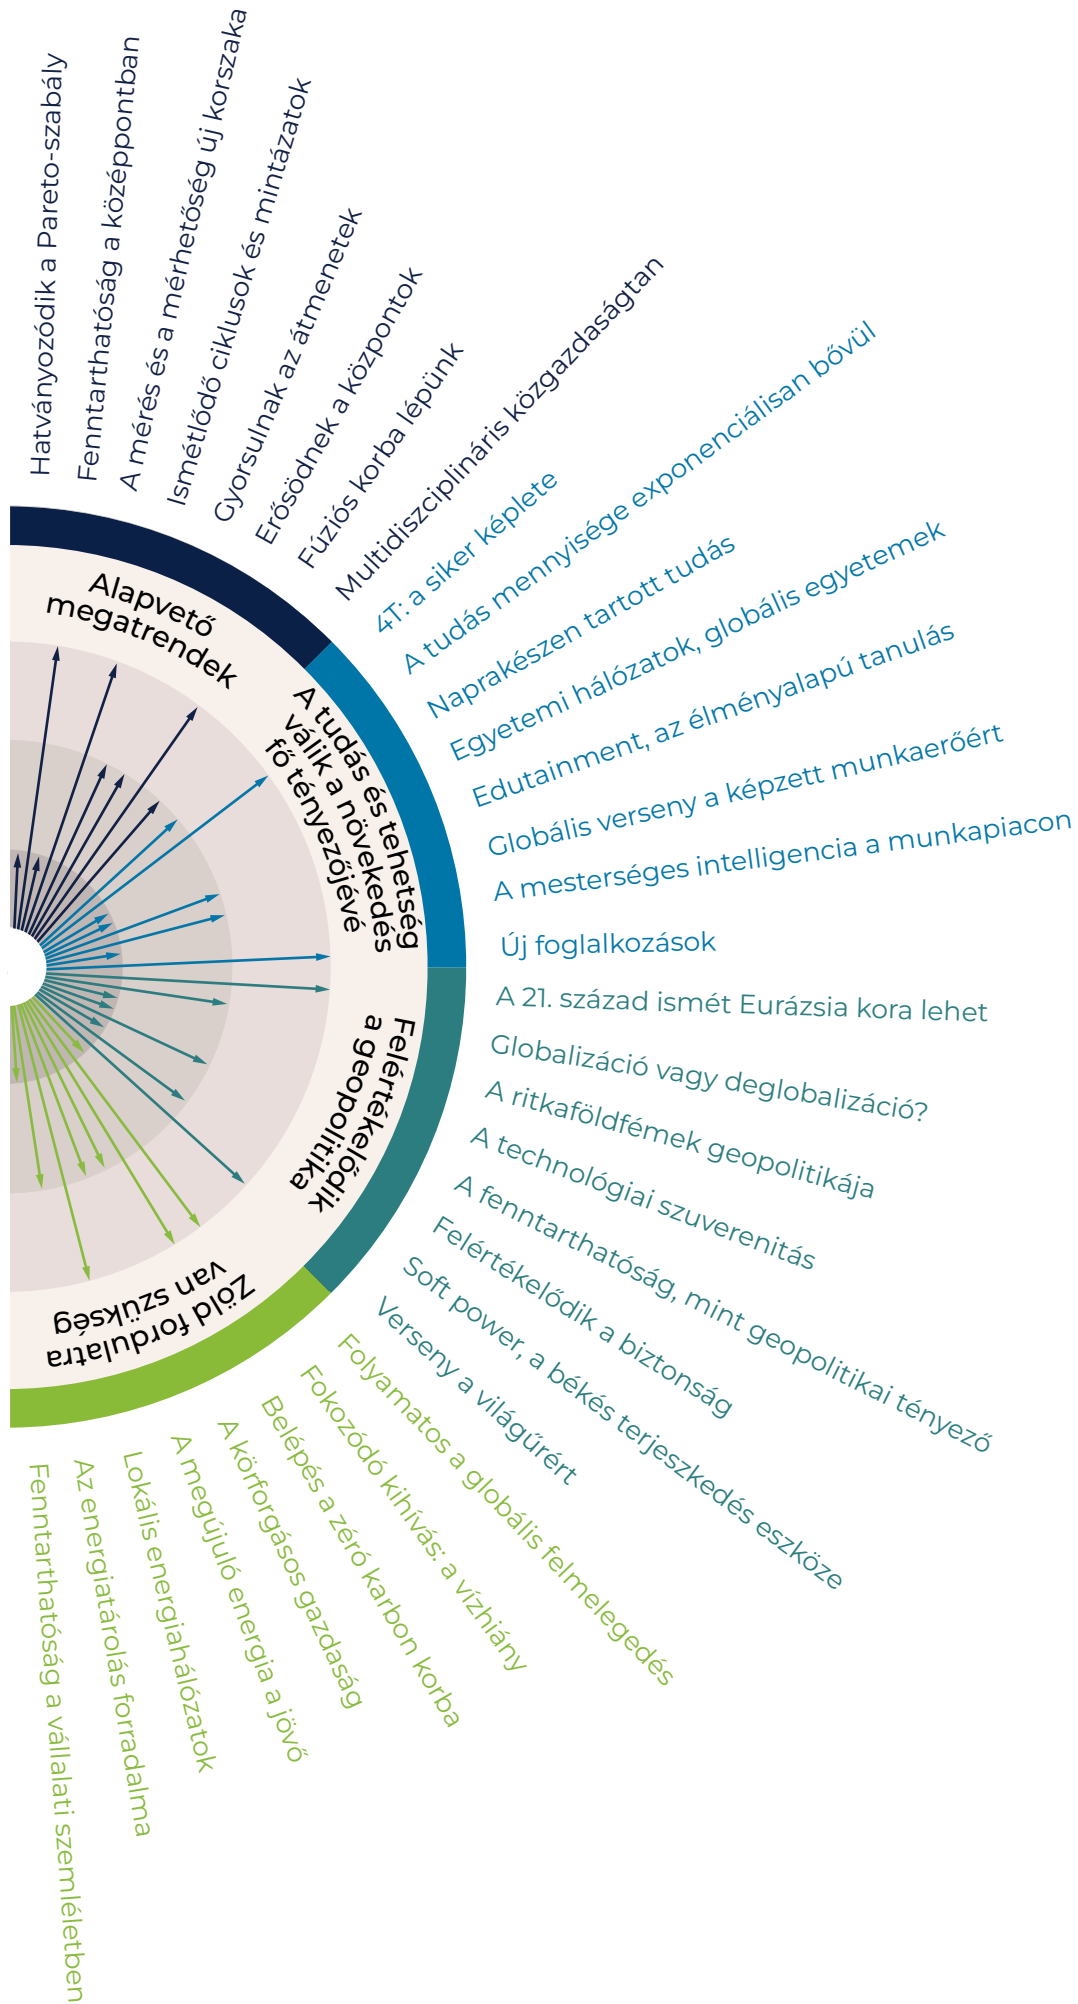 Hatványozódik a Pareto-szabály
Fenntarthatóság a középpontban
A mérés és a mérhetőség új korszaka
Ismétlődő ciklusok és mintázatok
Gyorsulnak az átmenetek
Erősödnek a központok
Fúziós korba lépünk
Multidiszciplináris közgazdaságtan
4T: a siker képlete
A tudás mennyisége exponenciálisan bővül
Naprakészen tartott tudás
Egyetemi hálózatok, globális egyetemek
Edutainment, az élményalapú tanulás
Globális verseny a képzett munkaerőért
A mesterséges intelligencia a munkapiacon
Új foglalkozások
A 21. század ismét Eurázsia kora lehet
Globalizáció vagy deglobalizáció?
A ritkaföldfémek geopolitikája
A technológiai szuverenitás
A fenntarthatóság, mint geopolitikai tényező
Felértékelődik a biztonság
Soft power, a békés terjeszkedés eszköze
Verseny a világűrért
Folyamatos a globális felmelegedés
Fokozódó kihívás: a vízhiány
Belépés a zéró karbon korba
A körforgásos gazdaság
A megújuló energia a jövő
Lokális energiahálózatok
Az energiatárolás forradalma
Fenntarthatóság a vállalati szemléletben
Alapvető
megatrendek
A tudás és tehetség
válik a növekedés
fő tényezőjévé
Felértékelődik
a geopolitika
Zöld fordulatra
van szükség